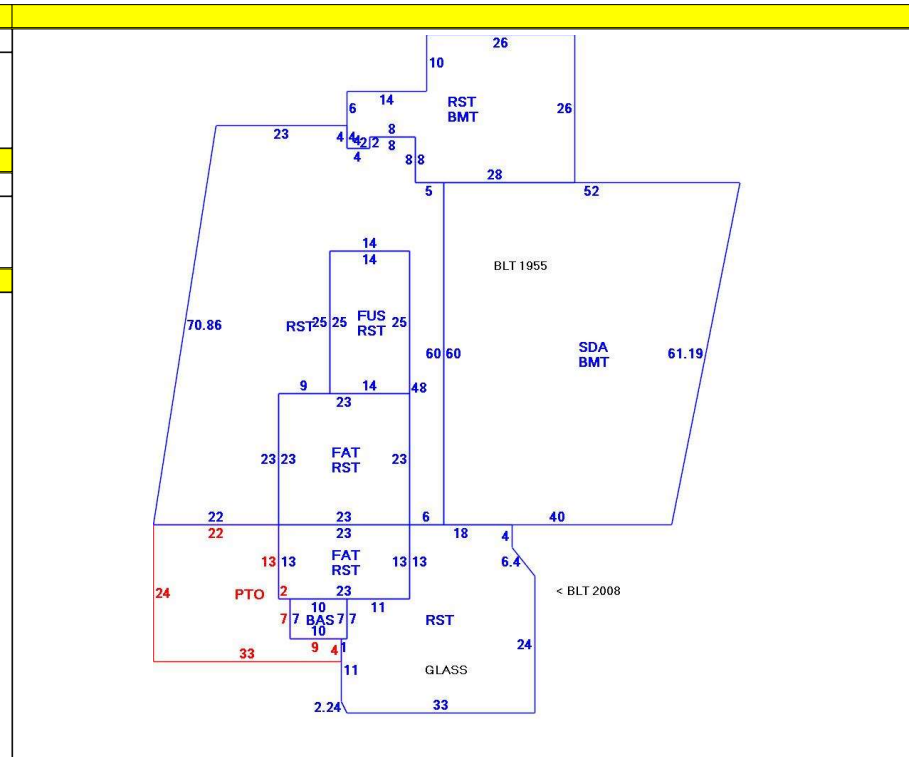 26
10
14
RST
BMT
26
6
23
4 4 4 2 2
8
8
4
8 8
28
5
52
14
14
BLT 1955
70.86
RST 25 25
FUS
RST
25
60 60
SDA
BMT
61.19
9
14
48
23
23 23
FAT
RST
23
22
23
6
40
22
23
18
4
13 13
FAT
RST
13 13
6.4
24
PTO
2
23
< BLT 2008
10
11
7 7
BAS
7 7
RST
10
24
9
4
1
33
11
GLASS
2.24
33